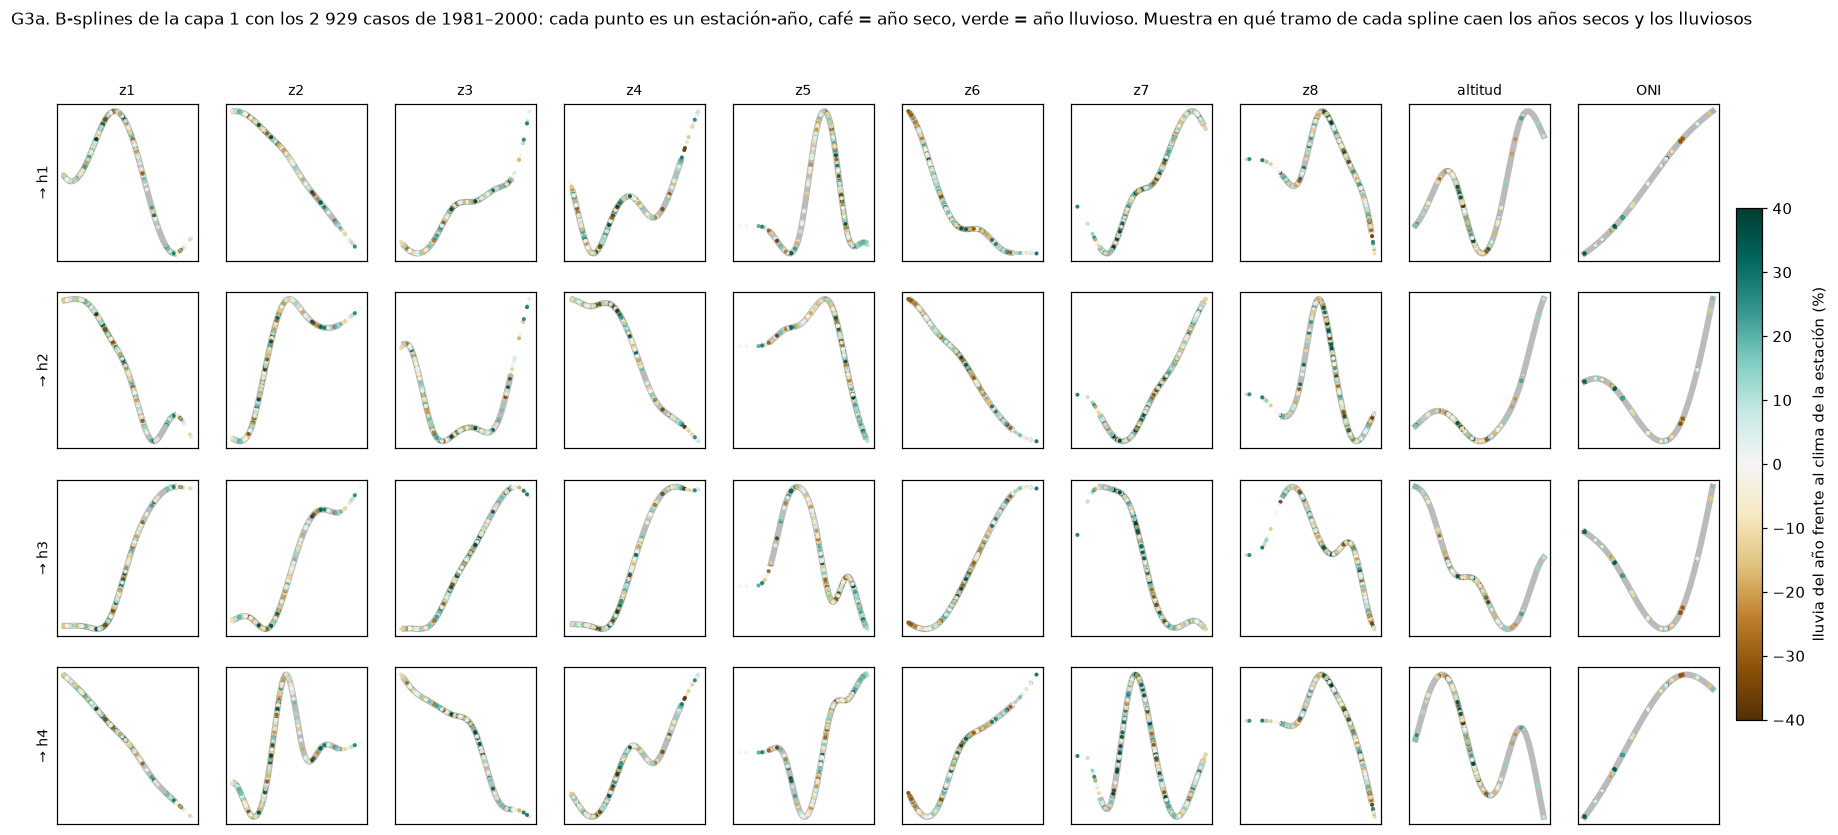 G3a. B-splines de la capa 1 con los 2 929 casos de 1981–2000: cada punto es un estación-año, café = año seco, verde = año lluvioso. Muestra en qué tramo de cada spline caen los años secos y los lluviosos
z1 z2 z3 z4 z5 z6 z7 z8 altitud ONI
→ h1
→ h2
→ h3
→ h4
40
30
20
10
0
−10
−20
−30
−40
lluvia del año frente al clima de la estación (%)